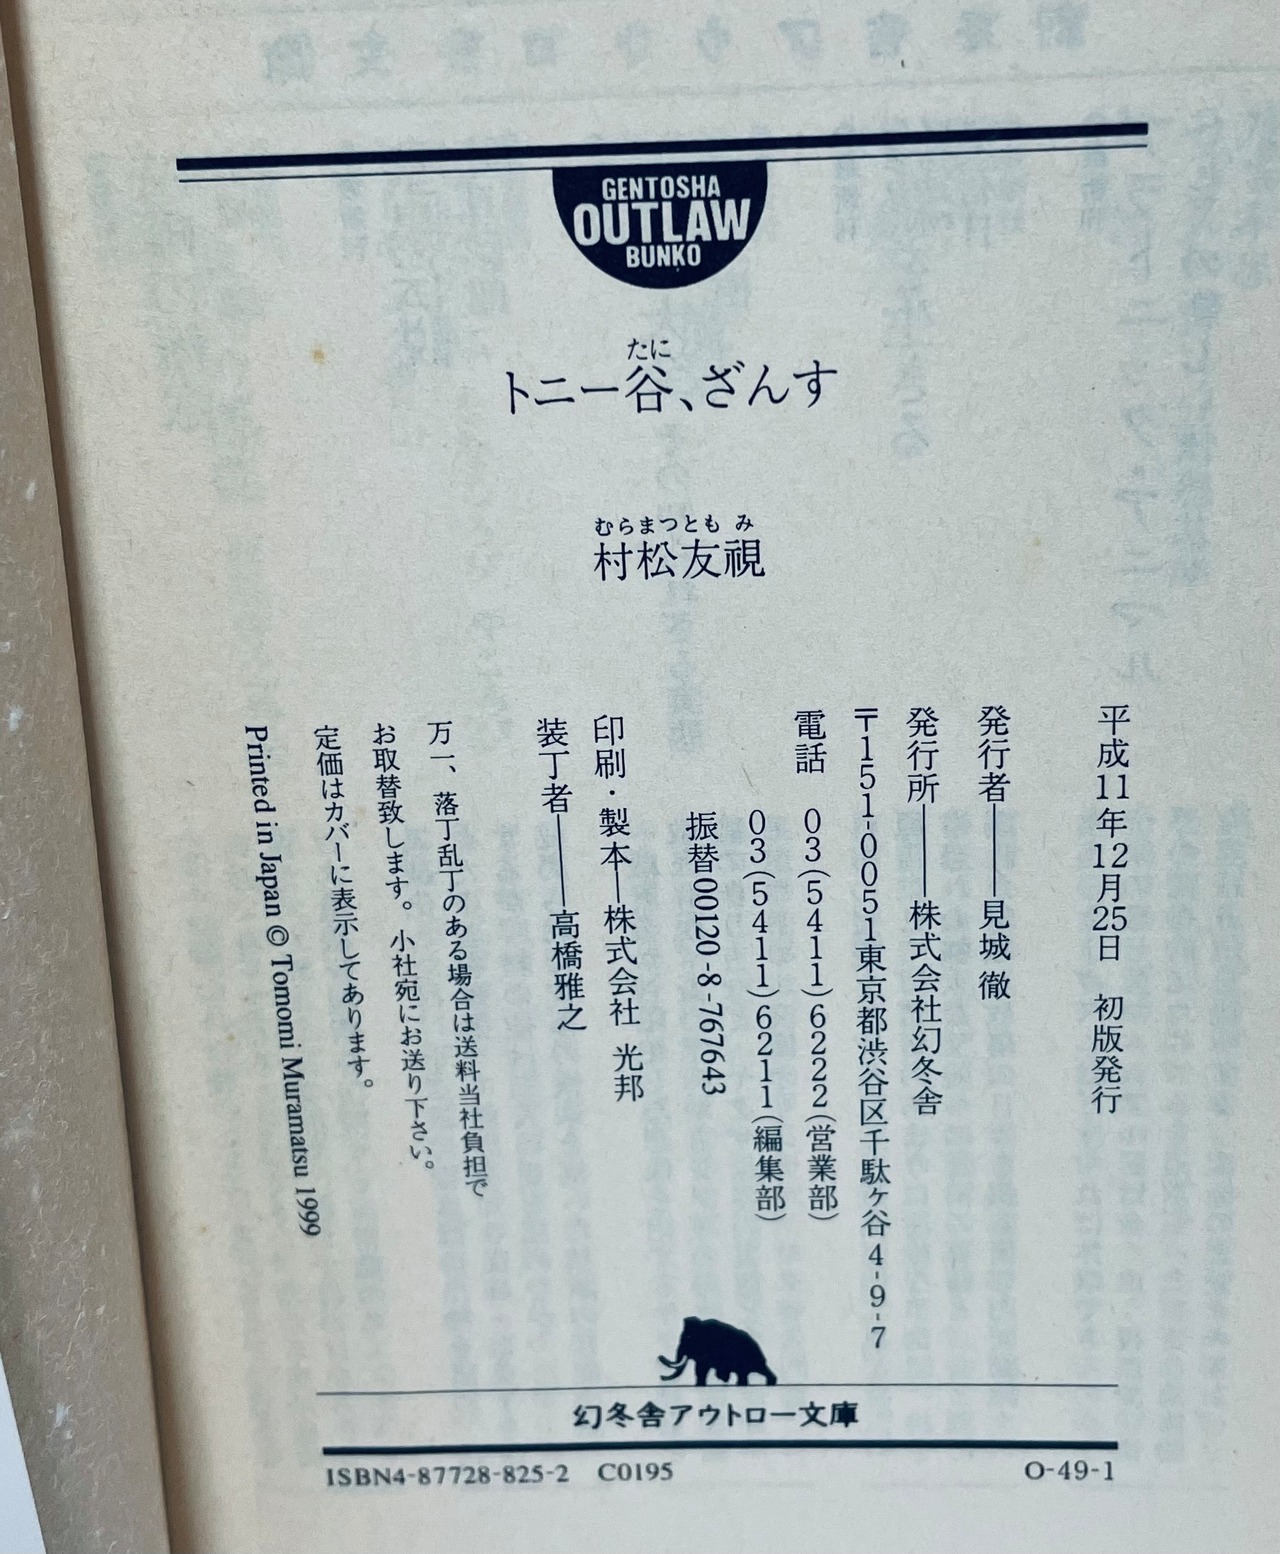 GENTOSHA
OUTLAW
BUNKO
たに
トニー谷、ざんす
むらまつともみ
村松友視
平成11年12月25日　初版発行
発行者―――見城 徹
発行所―――株式会社幻冬舎
〒151-0051東京都渋谷区千駄ヶ谷4-9-7
電話　03(5411)6222(営業部)
03(5411)6211(編集部)
振替00120-8-767643
印刷・製本―株式会社 光邦
装丁者―――高橋雅之
万一、落丁乱丁のある場合は送料当社負担で
お取替致します。小社宛にお送り下さい。
定価はカバーに表示してあります。
Printed in Japan © Tomomi Muramatsu 1999
幻冬舎アウトロー文庫
ISBN4-87728-825-2　C0195
O-49-1